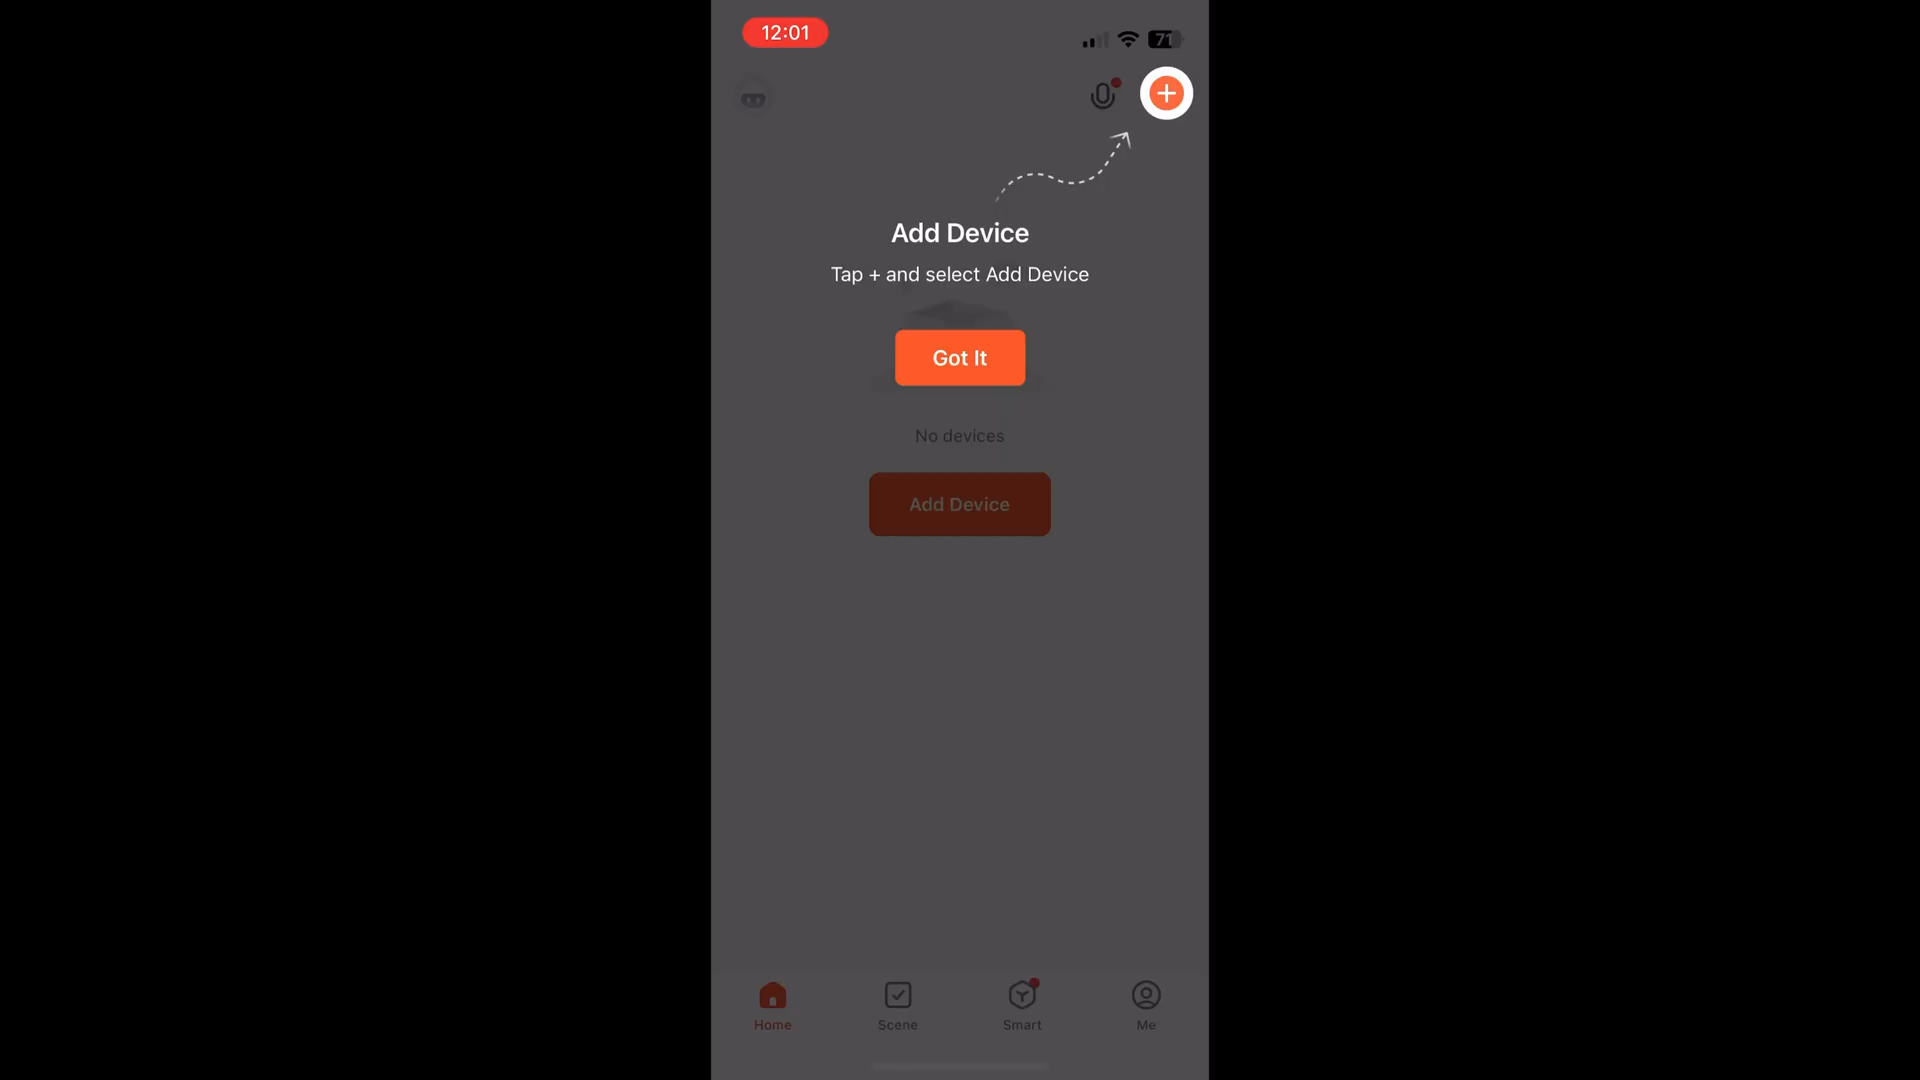 12:01
71
Add Device
Tap + and select Add Device
Got It
No devices
Add Device
Home
Scene
Smart
Me